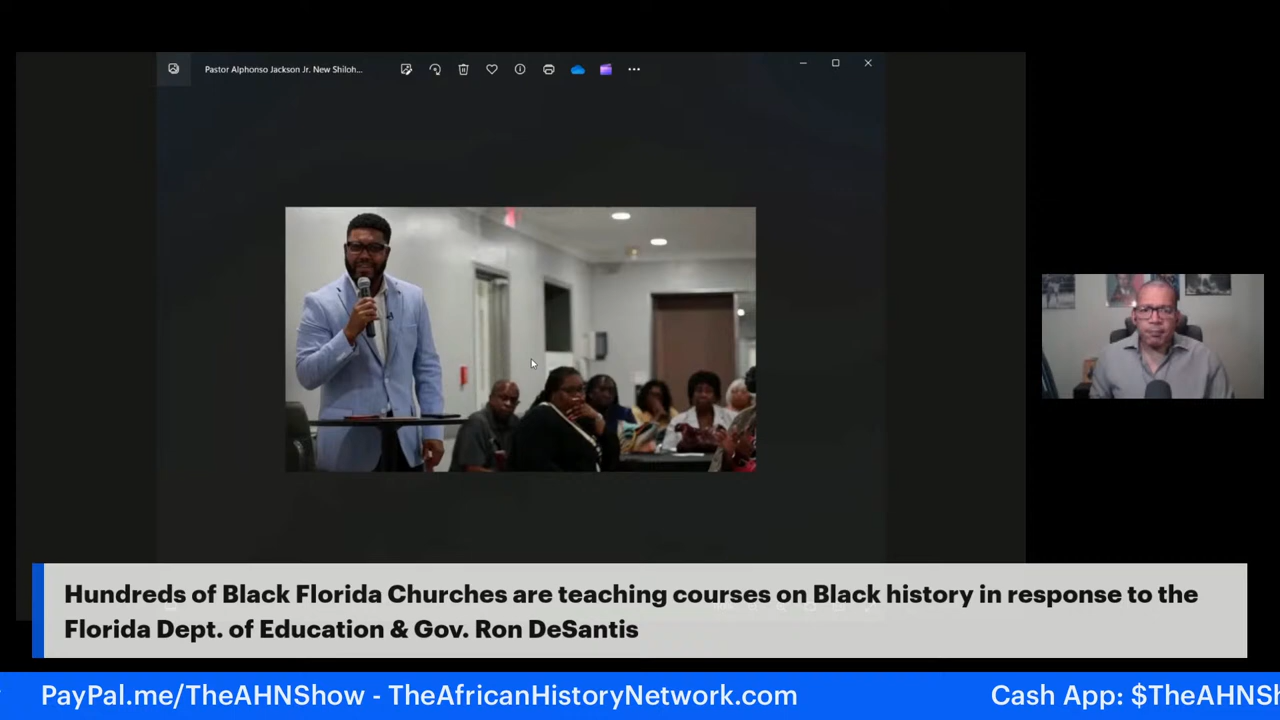 Pastor Alphonso Jackson Jr. New Shiloh...
Hundreds of Black Florida Churches are teaching courses on Black history in response to the
Florida Dept. of Education & Gov. Ron DeSantis
PayPal.me/TheAHNShow - TheAfricanHistoryNetwork.com
Cash App: $TheAHNSh